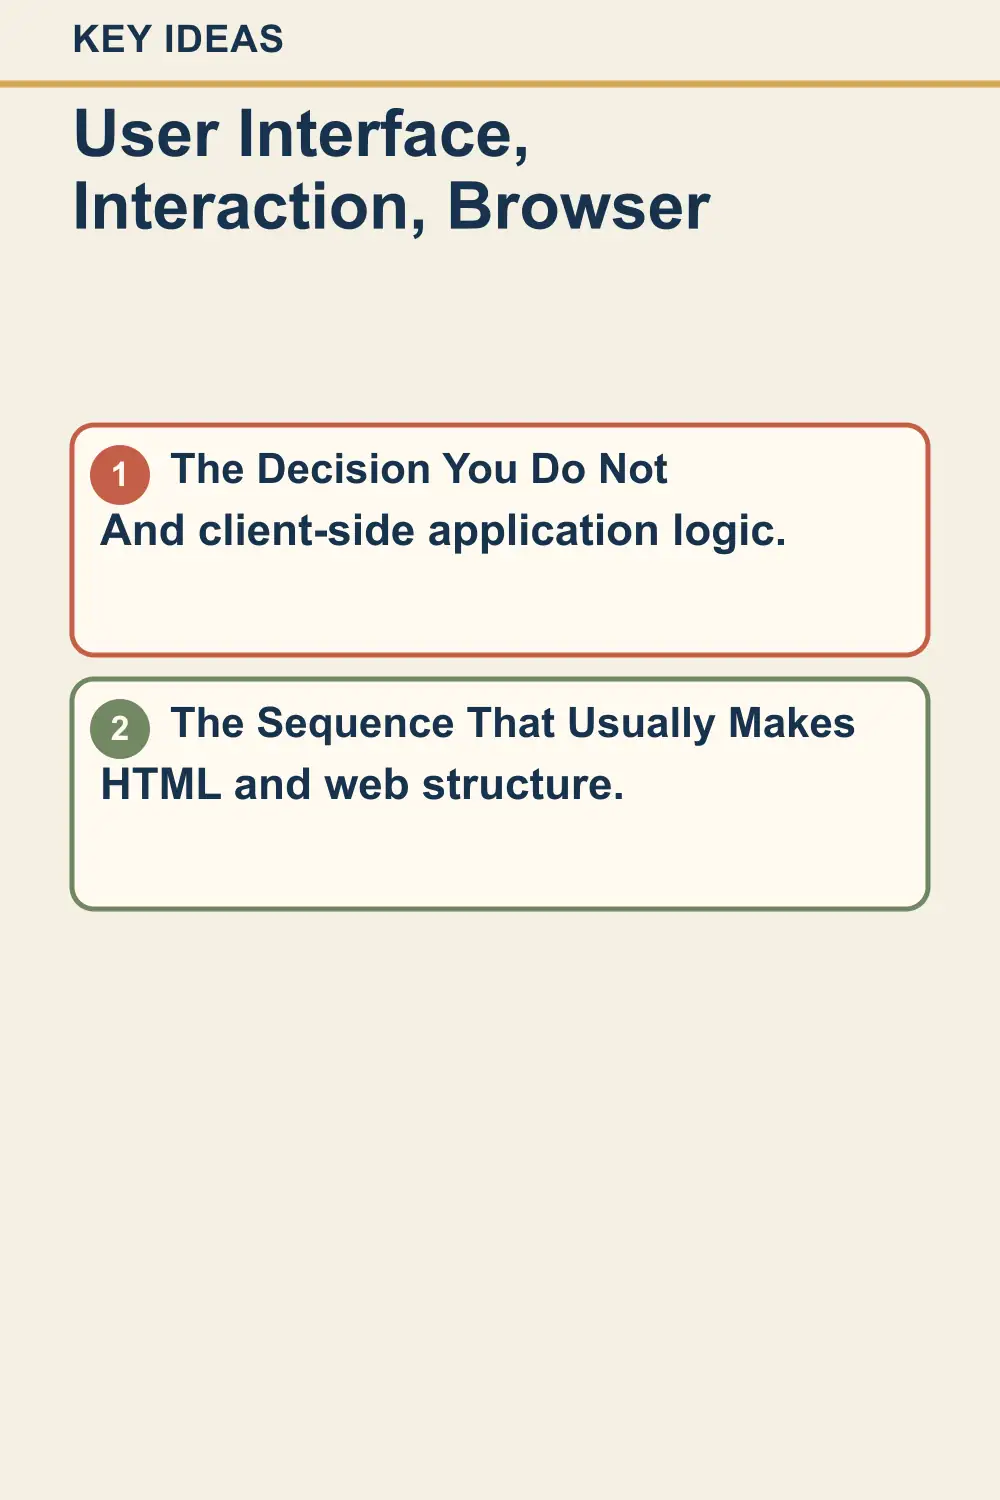 KEY IDEAS
User Interface,
Interaction, Browser
1 The Decision You Do Not
And client-side application logic.
2 The Sequence That Usually Makes
HTML and web structure.